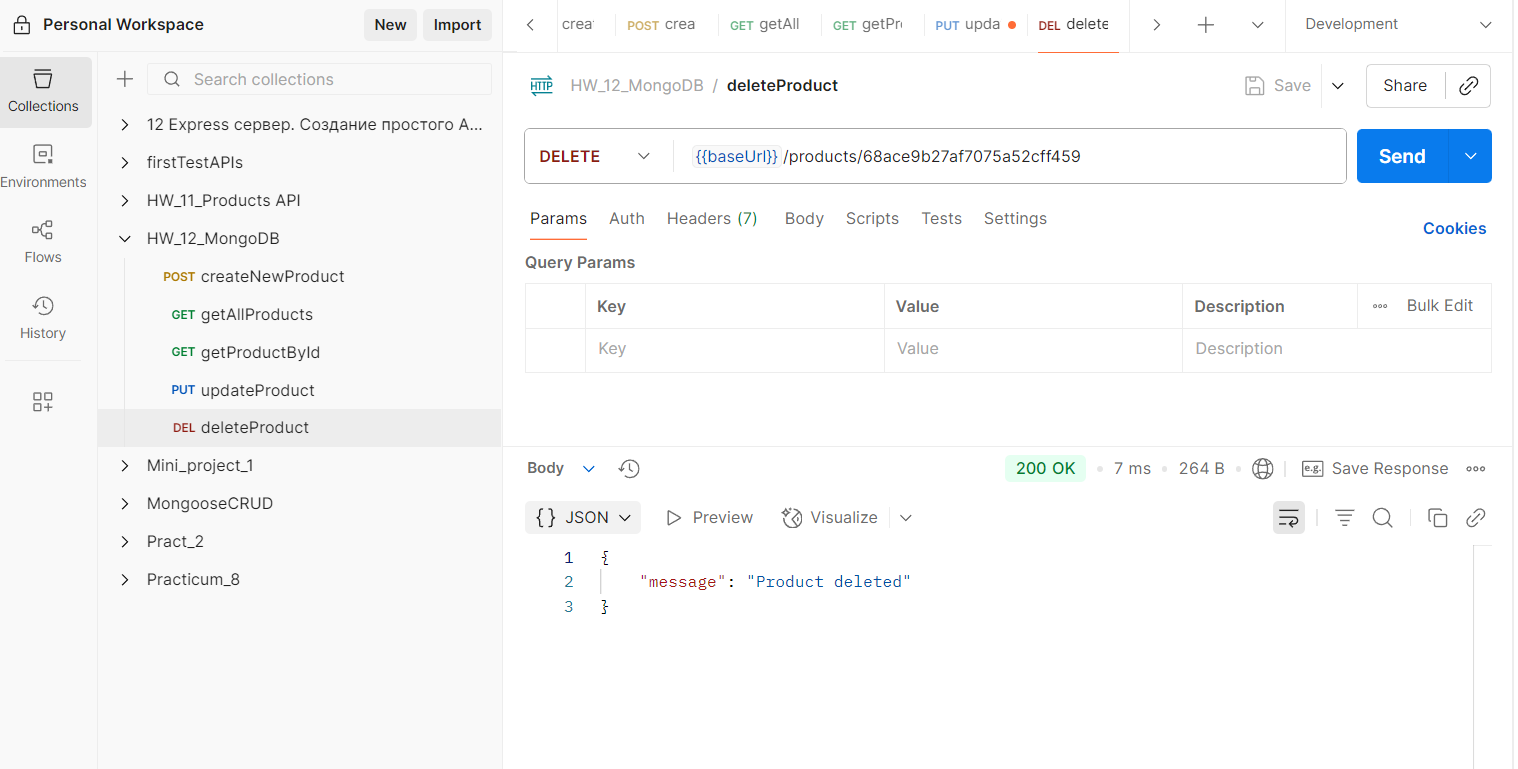 Personal Workspace
New
Import
POST crea
GET getAll
PUT upda
DEL delete
Development
Collections
Environments
Flows
History
Search collections
12 Express сервер. Создание простого A...
firstTestAPIs
HW_11_Products API
HW_12_MongoDB
POST createNewProduct
GET getAllProducts
GET getProductById
PUT updateProduct
DEL deleteProduct
Mini_project_1
MongooseCRUD
Pract_2
Practicum_8
HTTP
HW_12_MongoDB / deleteProduct
Save
Share
DELETE
{{baseUrl}} /products/68ace9b27af7075a52cff459
Send
Params Auth Headers (7) Body Scripts Tests Settings
Cookies
Query Params
Key Value Description ••• Bulk Edit
Key Value Description
Body
200 OK • 7 ms • 264 B
e.g. Save Response
{} JSON
Preview
Visualize
1 {
2 "message": "Product deleted"
3 }